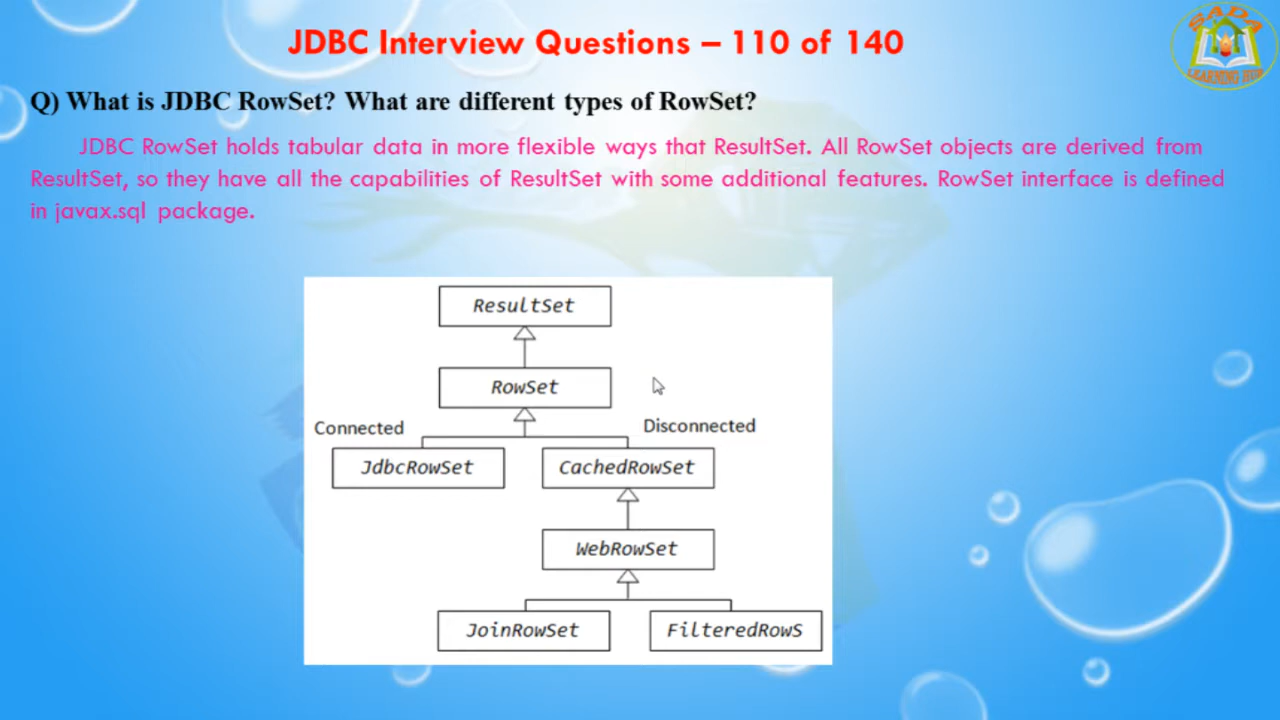 JDBC Interview Questions – 110 of 140
SADA
LEARNING HUB
Q) What is JDBC RowSet? What are different types of RowSet?
JDBC RowSet holds tabular data in more flexible ways that ResultSet. All RowSet objects are derived from
ResultSet, so they have all the capabilities of ResultSet with some additional features. RowSet interface is defined
in javax.sql package.
ResultSet
RowSet
Connected
Disconnected
JdbcRowSet
CachedRowSet
WebRowSet
JoinRowSet
FilteredRowS